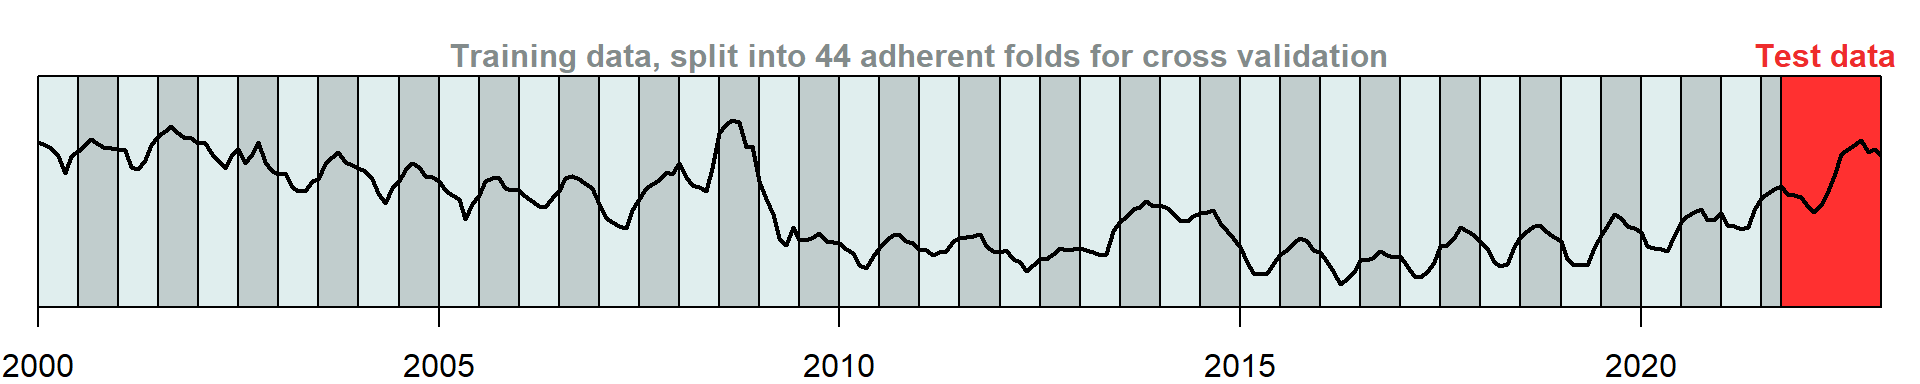 Training data, split into 44 adherent folds for cross validation Test data
2000 2005 2010 2015 2020